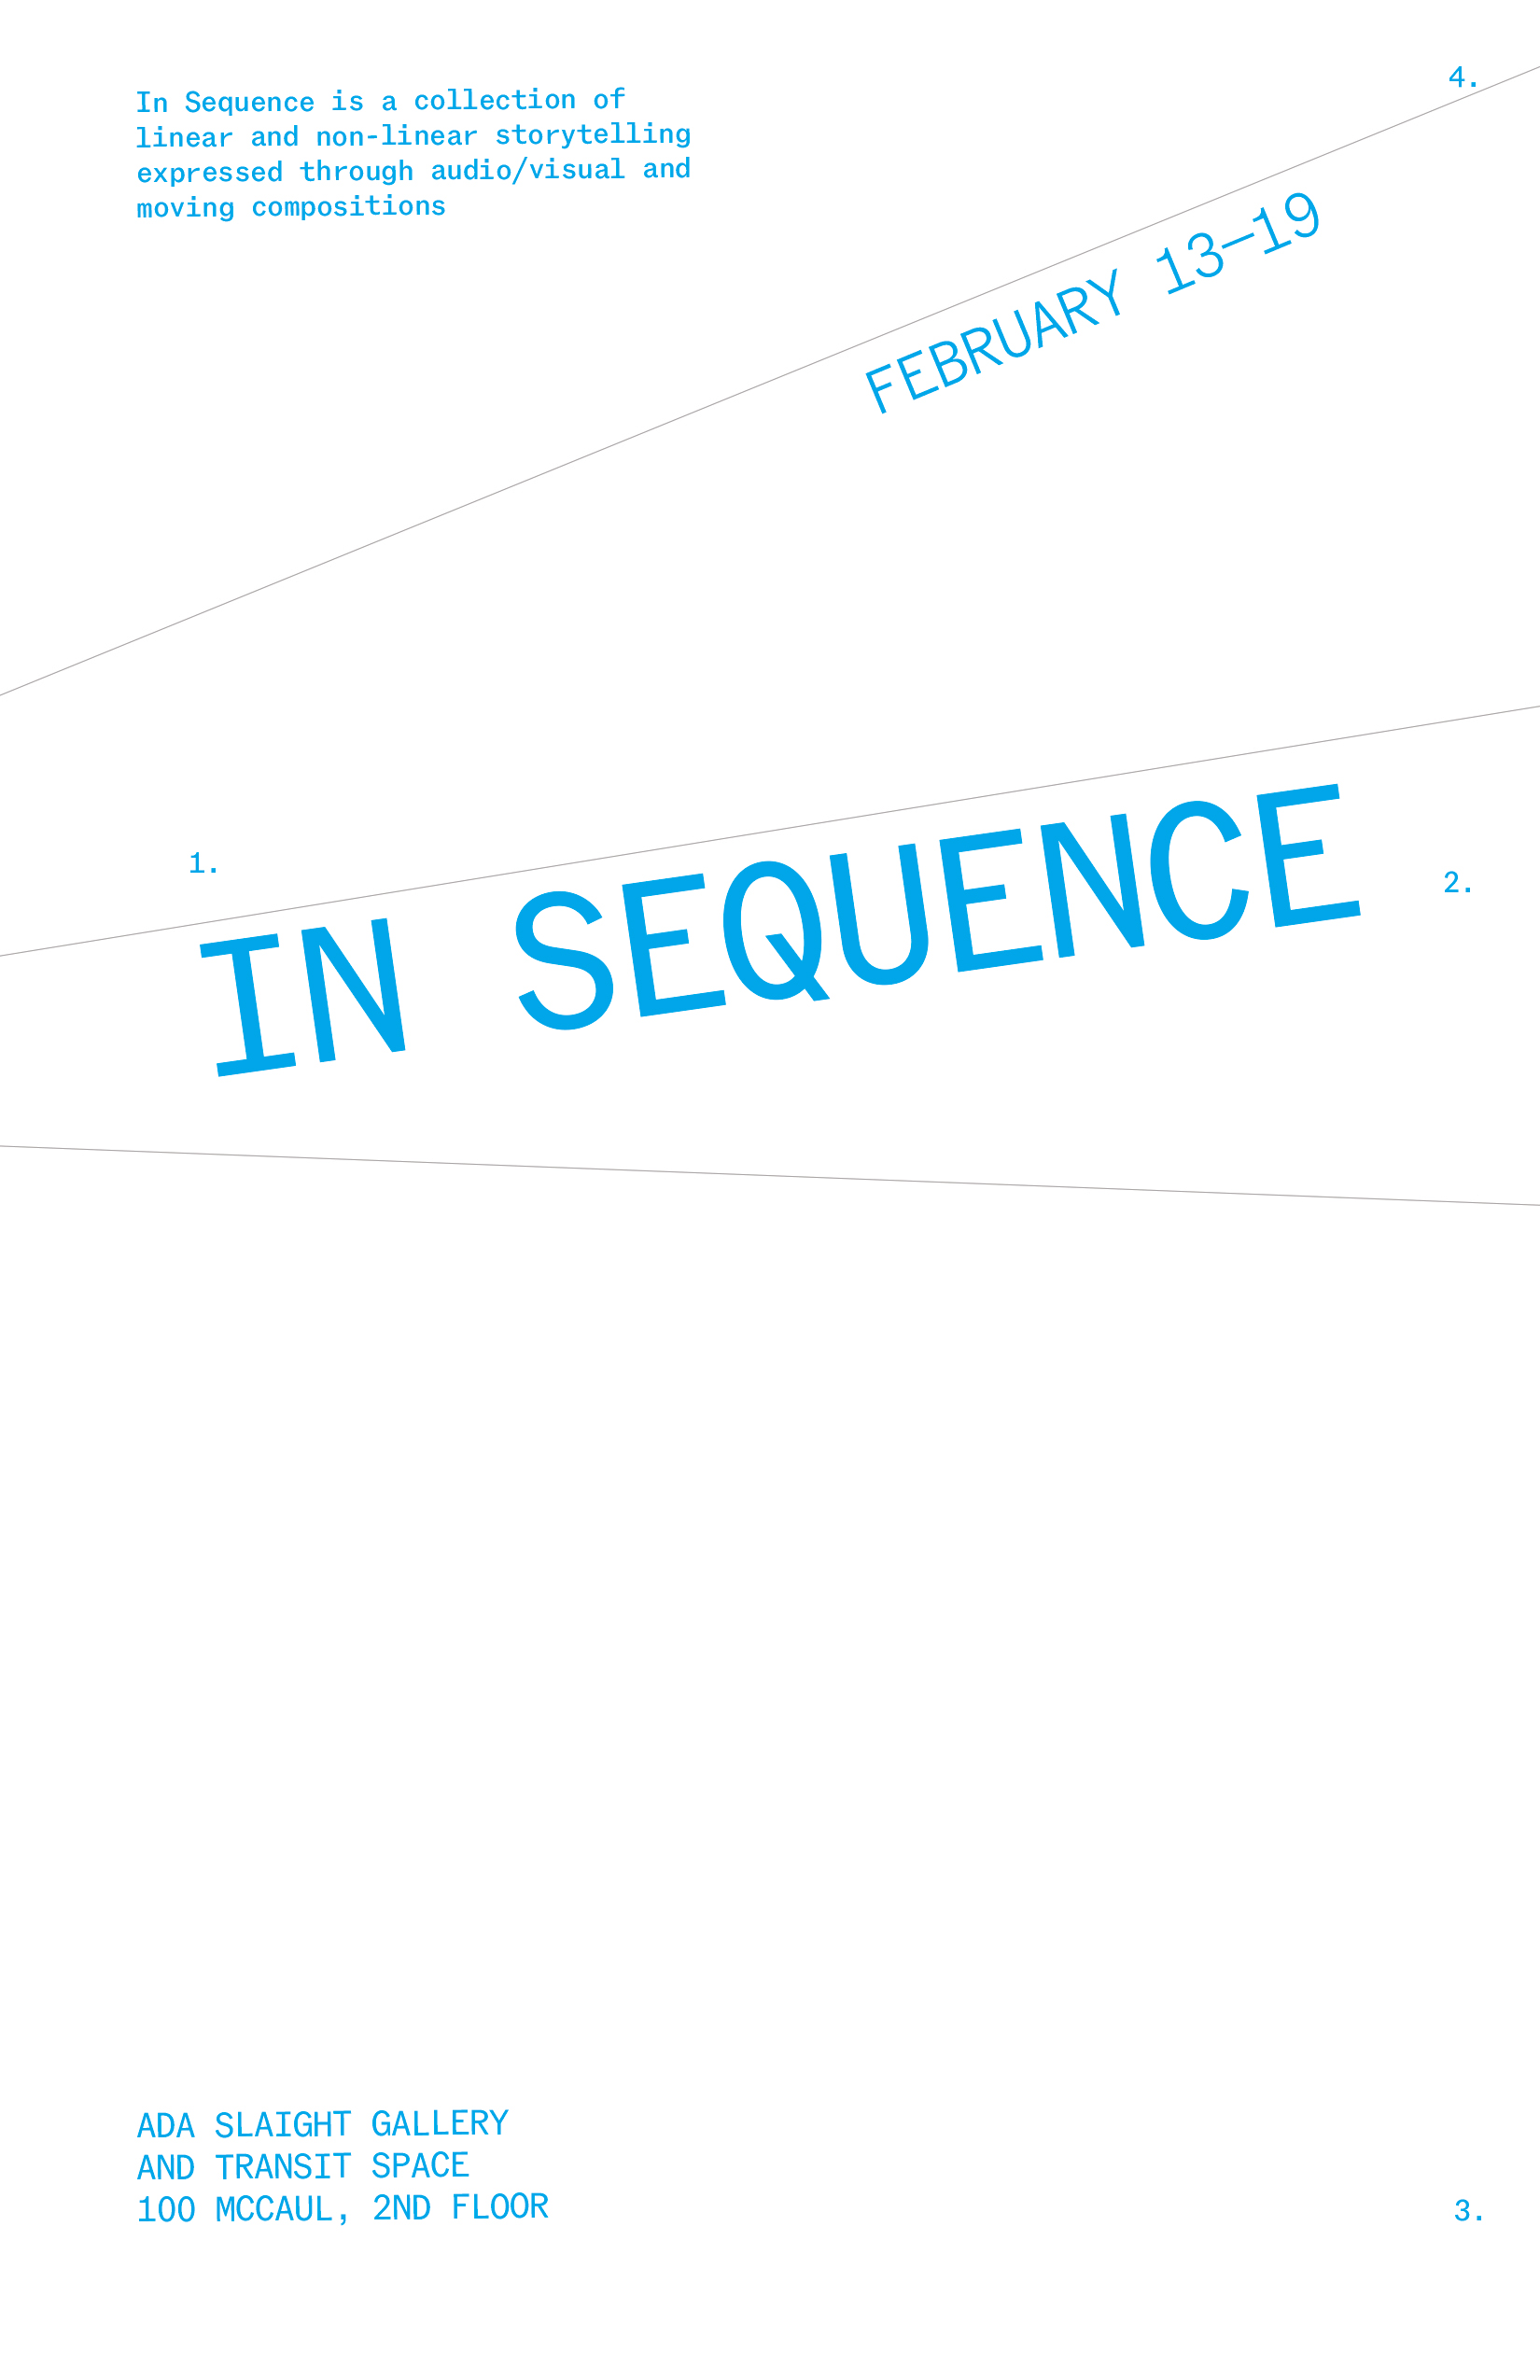 In Sequence is a collection of
linear and non-linear storytelling
expressed through audio/visual and
moving compositions
4.
FEBRUARY 13—19
1.
IN SEQUENCE
2.
ADA SLAIGHT GALLERY
AND TRANSIT SPACE
100 MCCAUL, 2ND FLOOR
3.